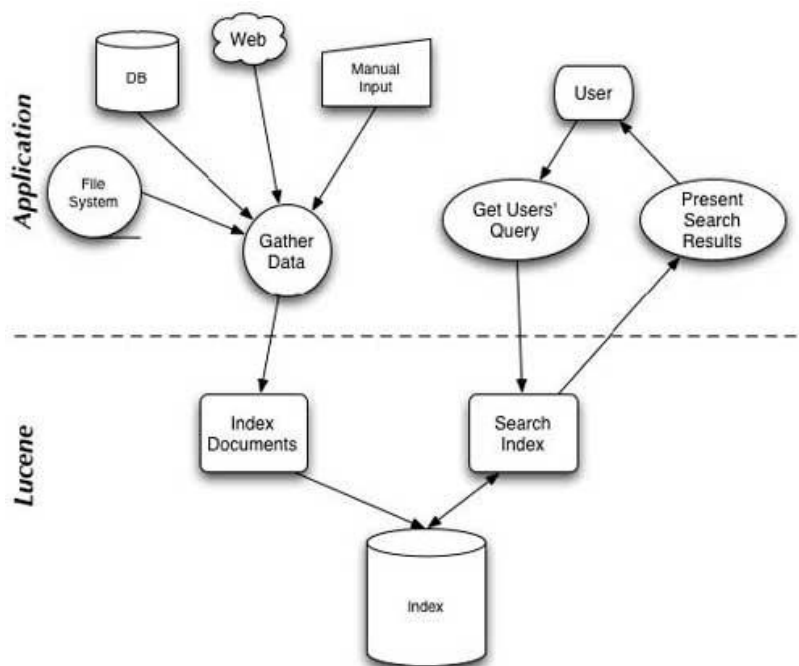 Web
DB
Manual
Input
User
File
System
Application
Gather
Data
Get Users'
Query
Present
Search
Results
Index
Documents
Search
Index
Lucene
Index